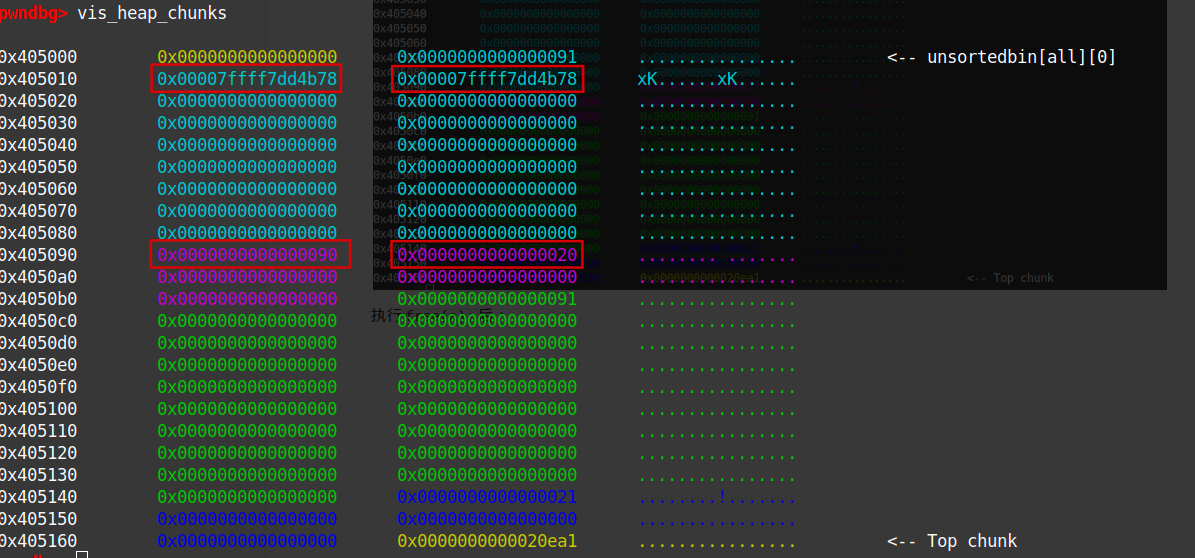 pwndbg> vis_heap_chunks
0x405000 0x0000000000000000 0x0000000000000091 ................ <-- unsortedbin[all][0]
0x405010 0x00007ffff7dd4b78 0x00007ffff7dd4b78 xK......xK......
0x405020 0x0000000000000000 0x0000000000000000 ................
0x405030 0x0000000000000000 0x0000000000000000 ................
0x405040 0x0000000000000000 0x0000000000000000 ................
0x405050 0x0000000000000000 0x0000000000000000 ................
0x405060 0x0000000000000000 0x0000000000000000 ................
0x405070 0x0000000000000000 0x0000000000000000 ................
0x405080 0x0000000000000000 0x0000000000000000 ................
0x405090 0x0000000000000090 0x0000000000000020 ........ .......
0x4050a0 0x0000000000000000 0x0000000000000000 ................
0x4050b0 0x0000000000000000 0x0000000000000091 ................
0x4050c0 0x0000000000000000 0x0000000000000000 ................
0x4050d0 0x0000000000000000 0x0000000000000000 ................
0x4050e0 0x0000000000000000 0x0000000000000000 ................
0x4050f0 0x0000000000000000 0x0000000000000000 ................
0x405100 0x0000000000000000 0x0000000000000000 ................
0x405110 0x0000000000000000 0x0000000000000000 ................
0x405120 0x0000000000000000 0x0000000000000000 ................
0x405130 0x0000000000000000 0x0000000000000000 ................
0x405140 0x0000000000000000 0x0000000000000021 ........!.......
0x405150 0x0000000000000000 0x0000000000000000 ................
0x405160 0x0000000000000000 0x0000000000020ea1 ................ <-- Top chunk